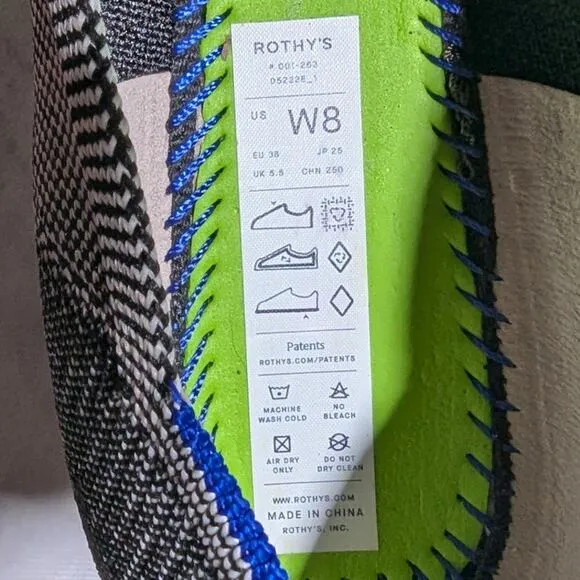 ROTHY'S
# 001-263
05222E_1
US W8
EU 38 JP 25
UK 5.5 CHN 250
Patents
ROTHYS.COM/PATENTS
MACHINE WASH COLD
NO BLEACH
AIR DRY ONLY
DO NOT DRY CLEAN
WWW.ROTHYS.COM
MADE IN CHINA
ROTHY'S, INC.